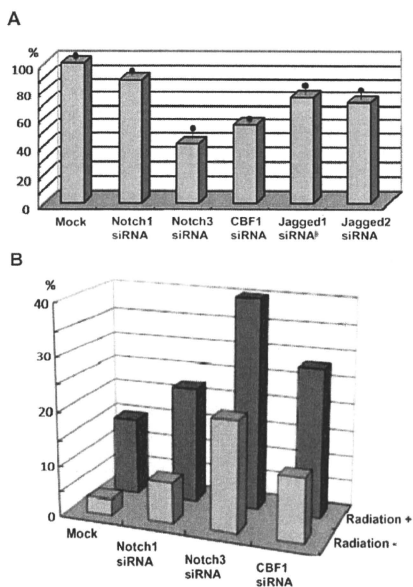 A
%
100
80
60
40
20
0
Mock Notch1 siRNA Notch3 siRNA CBF1 siRNA Jagged1 siRNA Jagged2 siRNA
B
%
40
30
20
10
0
Mock
Notch1 siRNA
Notch3 siRNA
CBF1 siRNA
Radiation +
Radiation -